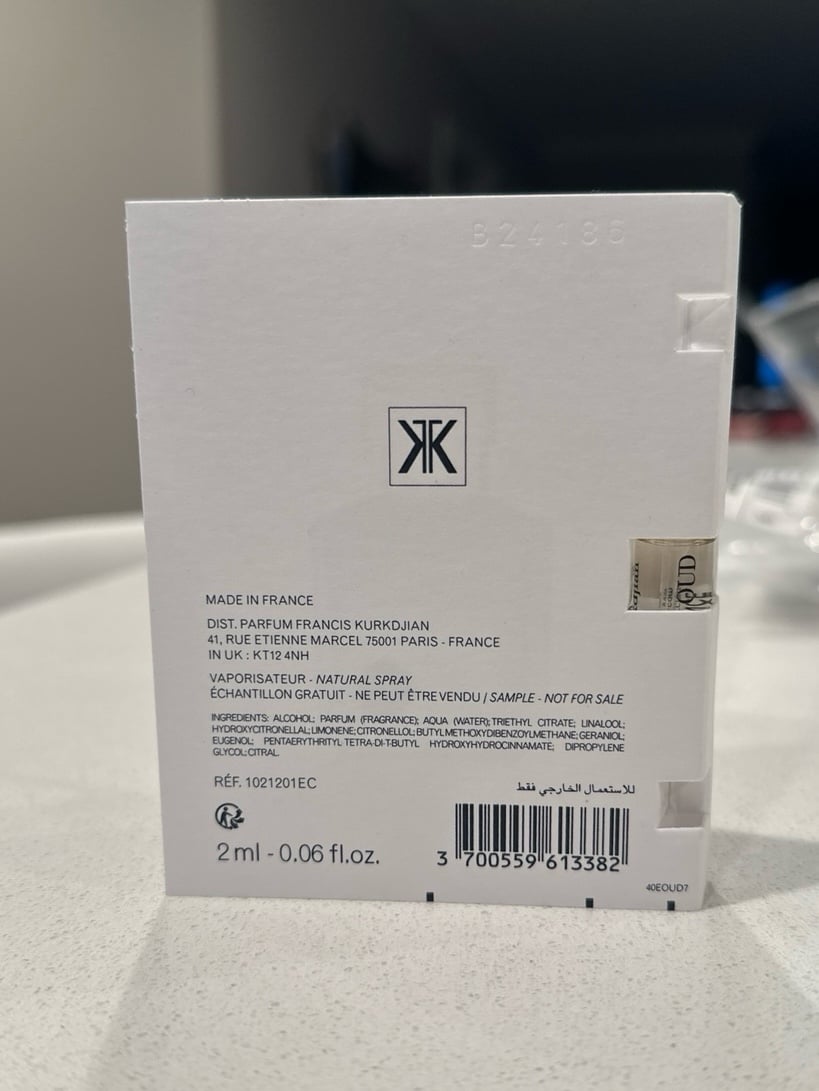 B24186
MADE IN FRANCE
DIST. PARFUM FRANCIS KURKDJIAN
41, RUE ETIENNE MARCEL 75001 PARIS - FRANCE
IN UK : KT12 4NH
VAPORISATEUR - NATURAL SPRAY
ÉCHANTILLON GRATUIT - NE PEUT ÊTRE VENDU / SAMPLE - NOT FOR SALE
INGREDIENTS: ALCOHOL; PARFUM (FRAGRANCE); AQUA (WATER); TRIETHYL CITRATE; LINALOOL;
HYDROXYCITRONELLAL; LIMONENE; CITRONELLOL; BUTYL METHOXYDIBENZOYLMETHANE; GERANIOL;
EUGENOL; PENTAERYTHRITYL TETRA-DI-T-BUTYL HYDROXYHYDROCINNAMATE; DIPROPYLENE
GLYCOL; CITRAL.
RÉF. 1021201EC
للاستعمال الخارجي فقط
2 ml - 0.06 fl.oz.
3 700559 613382
40EOUD7
OUD